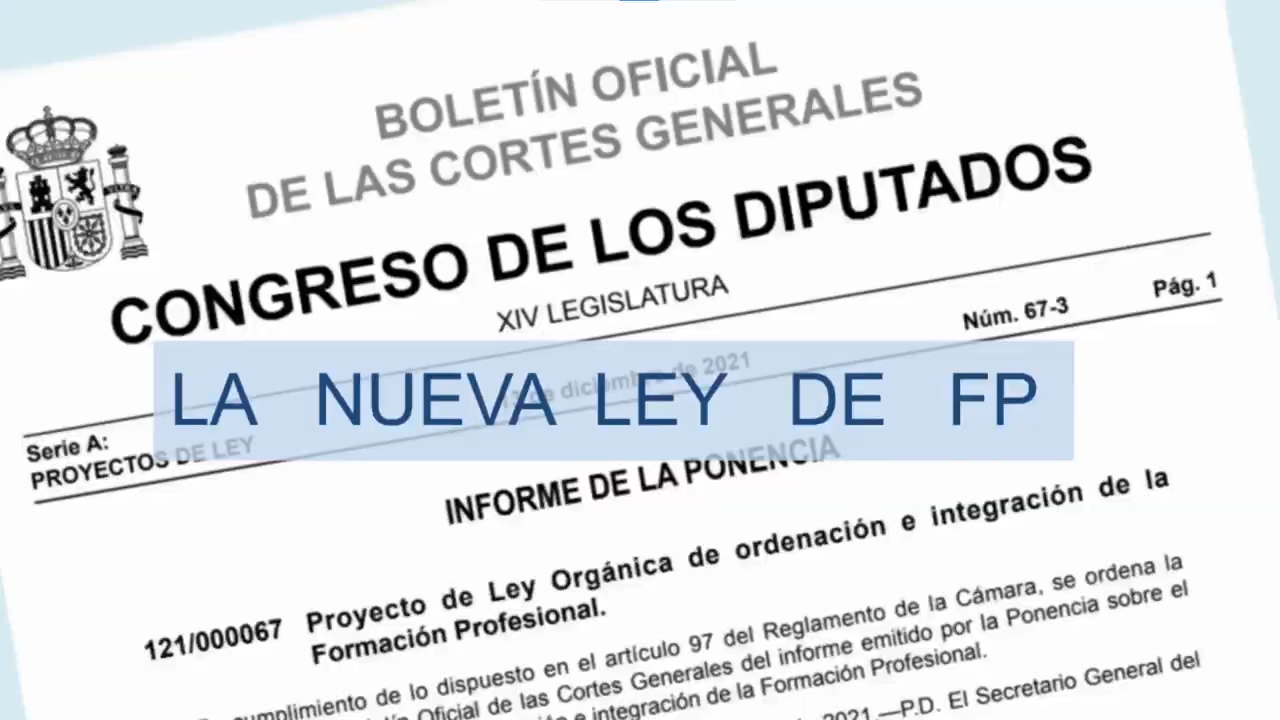 BOLETÍN OFICIAL
DE LAS CORTES GENERALES
CONGRESO DE LOS DIPUTADOS
XIV LEGISLATURA
Serie A:
PROYECTOS DE LEY
de diciembre de 2021
Núm. 67-3
Pág. 1
LA NUEVA LEY DE FP
INFORME DE LA PONENCIA
121/000067 Proyecto de Ley Orgánica de ordenación e integración de la
Formación Profesional.
de lo dispuesto en el artículo 97 del Reglamento de la Cámara, se ordena la
Oficial de las Cortes Generales del informe emitido por la Ponencia sobre el
e integración de la Formación Profesional.
2021.—P.D. El Secretario General del